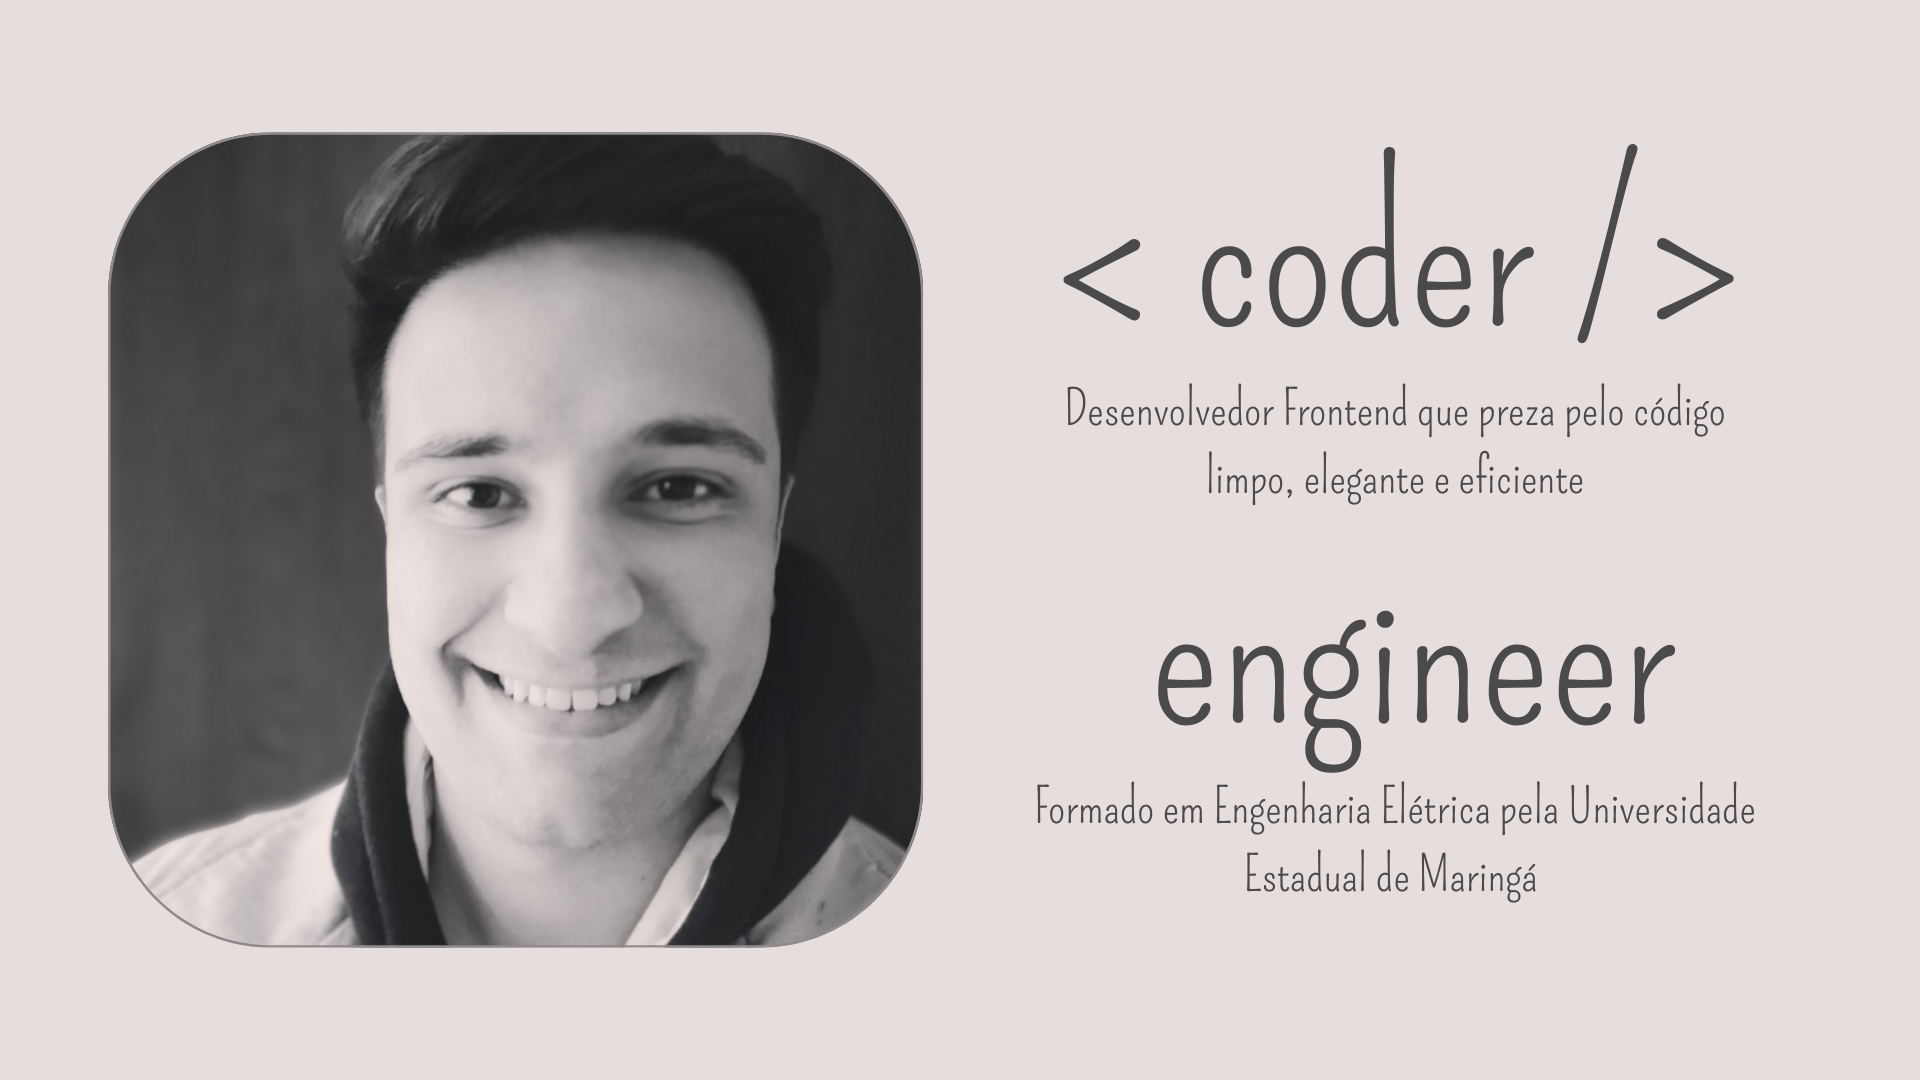 < coder />
Desenvolvedor Frontend que preza pelo código
limpo, elegante e eficiente
engineer
Formado em Engenharia Elétrica pela Universidade
Estadual de Maringá